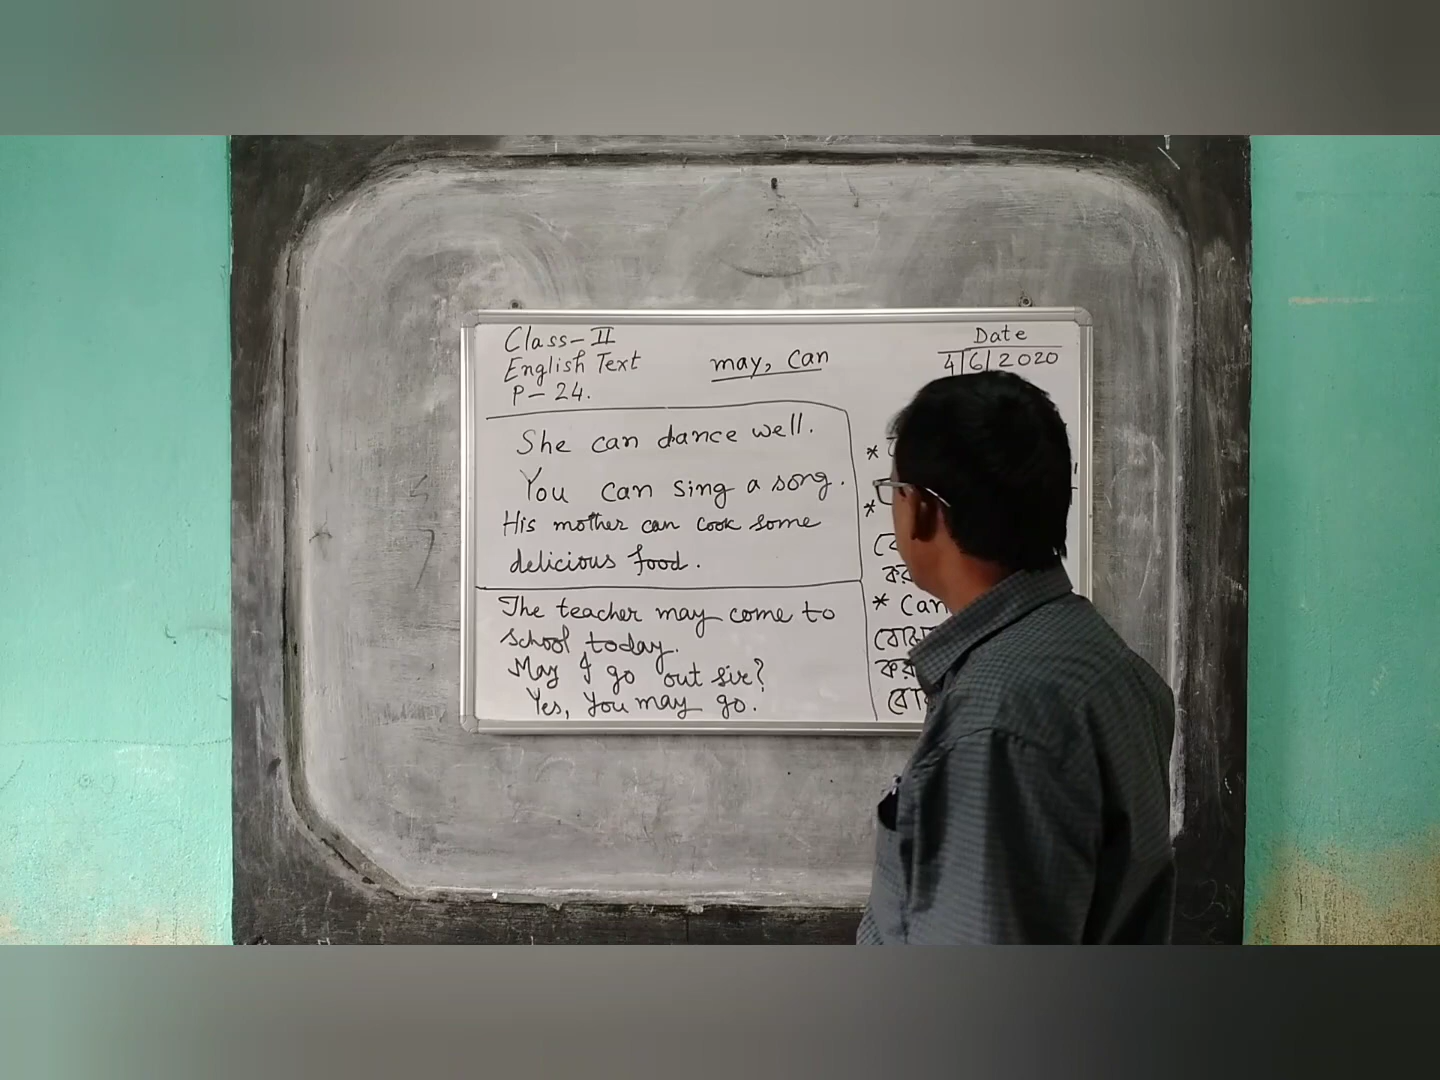 Class-II
English Text
P-24.
may, can
Date
4/6/2020
She can dance well.
You can sing a song.
His mother can cook some
delicious food.
The teacher may come to
school today.
May I go out sir?
Yes, you may go.
*
*
* Can